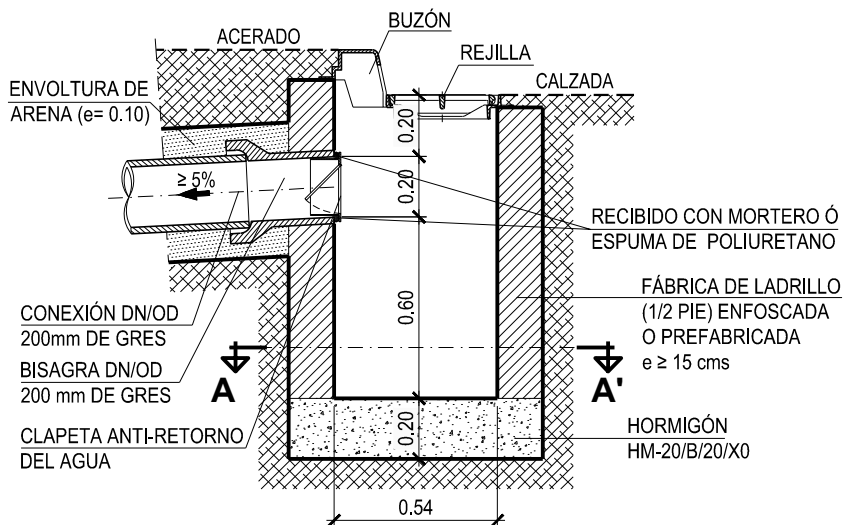 BUZÓN
ACERADO
REJILLA
CALZADA
ENVOLTURA DE
ARENA (e= 0.10)
0.20
≥ 5%
0.20
RECIBIDO CON MORTERO Ó
ESPUMA DE POLIURETANO
0.60
FÁBRICA DE LADRILLO
(1/2 PIE) ENFOSCADA
O PREFABRICADA
e ≥ 15 cms
CONEXIÓN DN/OD
200mm DE GRES
BISAGRA DN/OD
200 mm DE GRES
A
A'
CLAPETA ANTI-RETORNO
DEL AGUA
0.20
HORMIGÓN
HM-20/B/20/X0
0.54